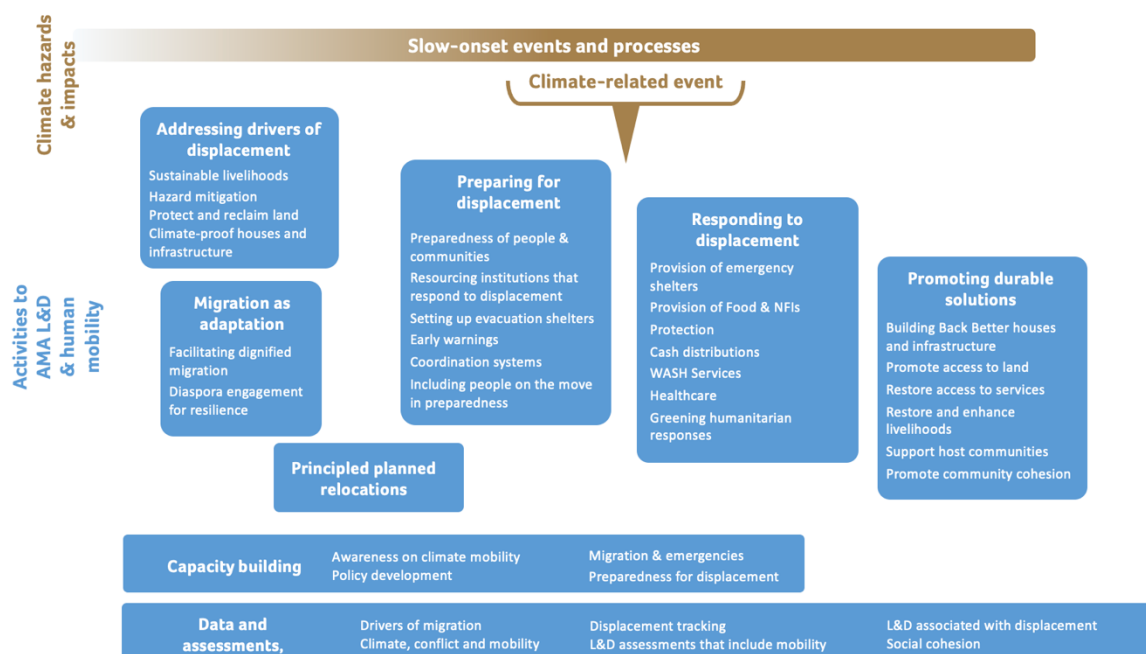 Climate hazards
& impacts
Slow-onset events and processes
Climate-related event
Activities to
AMA L&D
& human
mobility
Addressing drivers of
displacement
Sustainable livelihoods
Hazard mitigation
Protect and reclaim land
Climate-proof houses and
infrastructure
Migration as
adaptation
Facilitating dignified
migration
Diaspora engagement
for resilience
Principled planned
relocations
Preparing for
displacement
Preparedness of people &
communities
Resourcing institutions that
respond to displacement
Setting up evacuation shelters
Early warnings
Coordination systems
Including people on the move
in preparedness
Responding to
displacement
Provision of emergency
shelters
Provision of Food & NFIs
Protection
Cash distributions
WASH Services
Healthcare
Greening humanitarian
responses
Promoting durable
solutions
Building Back Better houses
and infrastructure
Promote access to land
Restore access to services
Restore and enhance
livelihoods
Support host communities
Promote community cohesion
Capacity building
Awareness on climate mobility
Policy development
Migration & emergencies
Preparedness for displacement
Data and
assessments,
Drivers of migration
Climate, conflict and mobility
Displacement tracking
L&D assessments that include mobility
L&D associated with displacement
Social cohesion